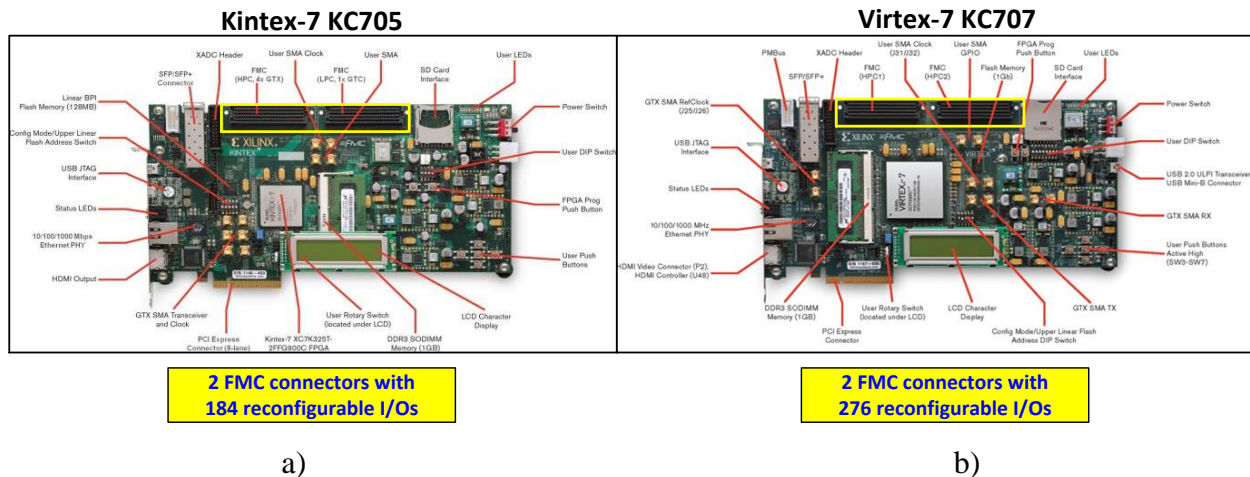 Kintex-7 KC705
XADC Header
User SMA Clock
User SMA
User LEDs
SFP/SFP+
Connector
FMC
(HPC, 4x GTX)
FMC
(LPC, 1x GTC)
SD Card
Interface
Linear BPI
Flash Memory (128MB)
Power Switch
Config Mode/Upper Linear
Flash Address Switch
User DIP Switch
USB JTAG
Interface
FPGA Prog
Push Button
Status LEDs
10/100/1000 Mbps
Ethernet PHY
User Push
Buttons
HDMI Output
GTX SMA Transceiver
and Clock
User Rotary Switch
(located under LCD)
LCD Character
Display
PCI Express
Connector (8-lane)
Kintex-7 XC7K325T-
2FFG900C FPGA
DDR3 SODIMM
Memory (1GB)
XILINX
KINTEX
FMC
KINTEX-7
2 FMC connectors with
184 reconfigurable I/Os
a)
Virtex-7 KC707
PMBus
XADC Header
User SMA Clock
(J31/J32)
User SMA
GPIO
FPGA Prog
Push Button
User LEDs
SFP/SFP+
FMC
(HPC1)
FMC
(HPC2)
Flash Memory
(1Gb)
SD Card
Interface
GTX SMA RefClock
(J25/J26)
Power Switch
USB JTAG
Interface
User DIP Switch
USB 2.0 ULPI Transceiver
USB Mini-B Connector
Status LEDs
GTX SMA RX
10/100/1000 MHz
Ethernet PHY
User Push Buttons
Active High
(SW3-SW7)
HDMI Video Connector (P2),
HDMI Controller (U48)
GTX SMA TX
DDR3 SODIMM
Memory (1GB)
User Rotary Switch
(located under LCD)
LCD Character
Display
PCI Express
Connector
Config Mode/Upper Linear Flash
Address DIP Switch
XILINX
FMC
VIRTEX
VIRTEX-7
2 FMC connectors with
276 reconfigurable I/Os
b)